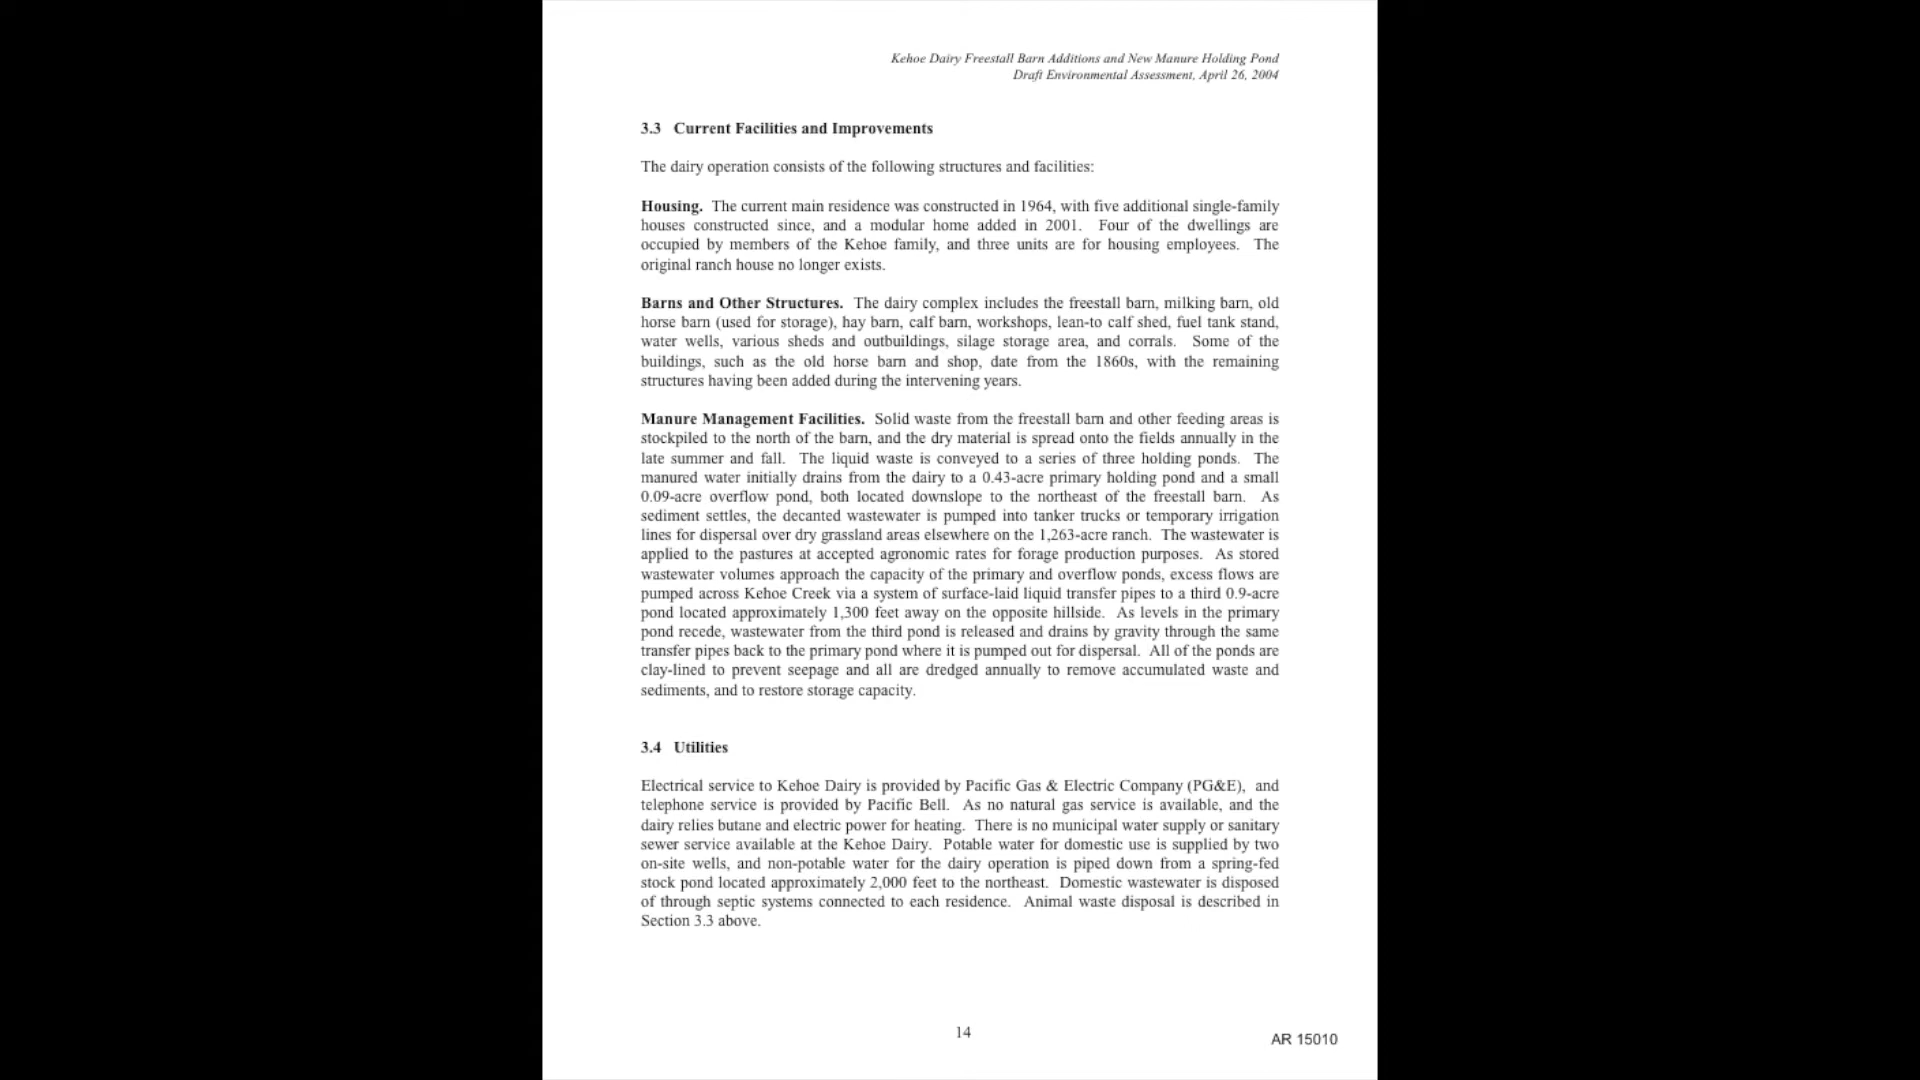 Kehoe Dairy Freestall Barn Additions and New Manure Holding Pond
Draft Environmental Assessment, April 26, 2004
3.3 Current Facilities and Improvements
The dairy operation consists of the following structures and facilities:
Housing. The current main residence was constructed in 1964, with five additional single-family
houses constructed since, and a modular home added in 2001. Four of the dwellings are
occupied by members of the Kehoe family, and three units are for housing employees. The
original ranch house no longer exists.
Barns and Other Structures. The dairy complex includes the freestall barn, milking barn, old
horse barn (used for storage), hay barn, calf barn, workshops, lean-to calf shed, fuel tank stand,
water wells, various sheds and outbuildings, silage storage area, and corrals. Some of the
buildings, such as the old horse barn and shop, date from the 1860s, with the remaining
structures having been added during the intervening years.
Manure Management Facilities. Solid waste from the freestall barn and other feeding areas is
stockpiled to the north of the barn, and the dry material is spread onto the fields annually in the
late summer and fall. The liquid waste is conveyed to a series of three holding ponds. The
manured water initially drains from the dairy to a 0.43-acre primary holding pond and a small
0.09-acre overflow pond, both located downslope to the northeast of the freestall barn. As
sediment settles, the decanted wastewater is pumped into tanker trucks or temporary irrigation
lines for dispersal over dry grassland areas elsewhere on the 1,263-acre ranch. The wastewater is
applied to the pastures at accepted agronomic rates for forage production purposes. As stored
wastewater volumes approach the capacity of the primary and overflow ponds, excess flows are
pumped across Kehoe Creek via a system of surface-laid liquid transfer pipes to a third 0.9-acre
pond located approximately 1,300 feet away on the opposite hillside. As levels in the primary
pond recede, wastewater from the third pond is released and drains by gravity through the same
transfer pipes back to the primary pond where it is pumped out for dispersal. All of the ponds are
clay-lined to prevent seepage and all are dredged annually to remove accumulated waste and
sediments, and to restore storage capacity.
3.4 Utilities
Electrical service to Kehoe Dairy is provided by Pacific Gas & Electric Company (PG&E), and
telephone service is provided by Pacific Bell. As no natural gas service is available, and the
dairy relies butane and electric power for heating. There is no municipal water supply or sanitary
sewer service available at the Kehoe Dairy. Potable water for domestic use is supplied by two
on-site wells, and non-potable water for the dairy operation is piped down from a spring-fed
stock pond located approximately 2,000 feet to the northeast. Domestic wastewater is disposed
of through septic systems connected to each residence. Animal waste disposal is described in
Section 3.3 above.
14
AR 15010